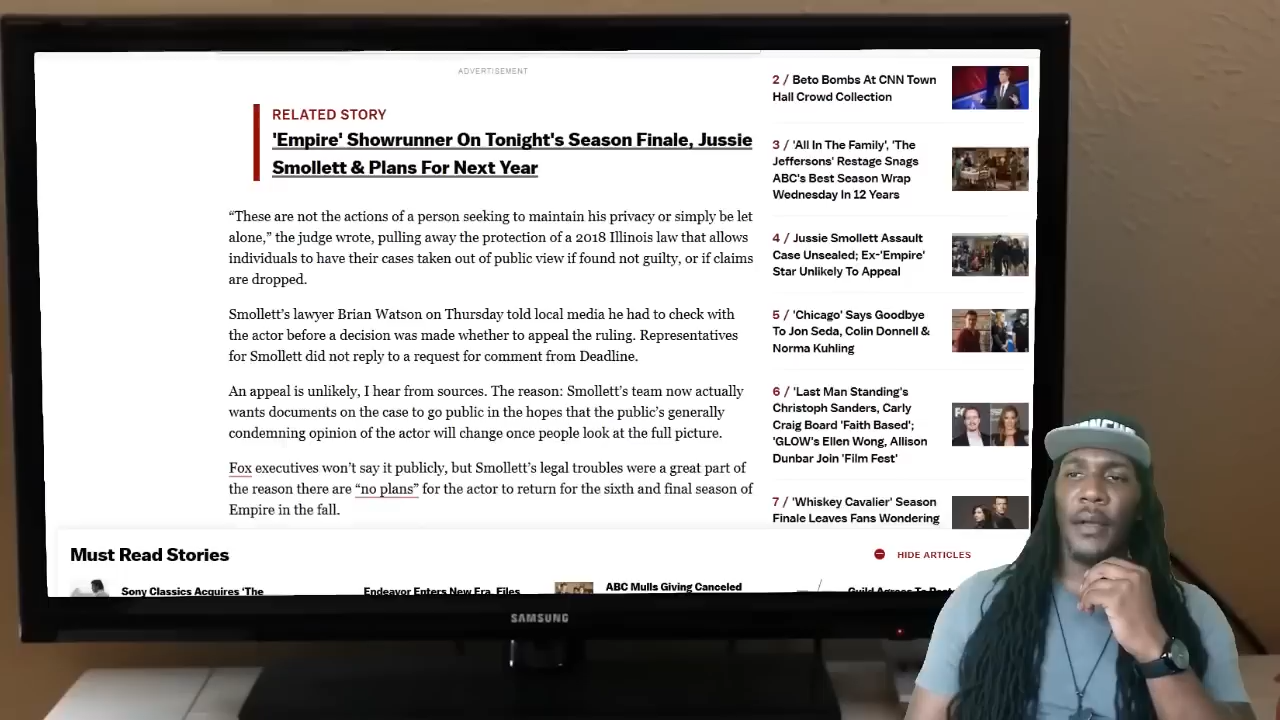 ADVERTISEMENT
RELATED STORY
'Empire' Showrunner On Tonight's Season Finale, Jussie
Smollett & Plans For Next Year
“These are not the actions of a person seeking to maintain his privacy or simply be let
alone,” the judge wrote, pulling away the protection of a 2018 Illinois law that allows
individuals to have their cases taken out of public view if found not guilty, or if claims
are dropped.
Smollett’s lawyer Brian Watson on Thursday told local media he had to check with
the actor before a decision was made whether to appeal the ruling. Representatives
for Smollett did not reply to a request for comment from Deadline.
An appeal is unlikely, I hear from sources. The reason: Smollett’s team now actually
wants documents on the case to go public in the hopes that the public’s generally
condemning opinion of the actor will change once people look at the full picture.
Fox executives won’t say it publicly, but Smollett’s legal troubles were a great part of
the reason there are “no plans” for the actor to return for the sixth and final season of
Empire in the fall.
2 / Beto Bombs At CNN Town
Hall Crowd Collection
3 / 'All In The Family', 'The
Jeffersons' Restage Snags
ABC's Best Season Wrap
Wednesday In 12 Years
4 / Jussie Smollett Assault
Case Unsealed; Ex-'Empire'
Star Unlikely To Appeal
5 / 'Chicago' Says Goodbye
To Jon Seda, Colin Donnell &
Norma Kuhling
6 / 'Last Man Standing's
Christoph Sanders, Carly
Craig Board 'Faith Based';
'GLOW's Ellen Wong, Allison
Dunbar Join 'Film Fest'
7 / 'Whiskey Cavalier' Season
Finale Leaves Fans Wondering
Must Read Stories
HIDE ARTICLES
Sony Classics Acquires 'The
Endeavor Enters New Era, Files
ABC Mulls Giving Canceled
Guild Agrees To
SAMSUNG